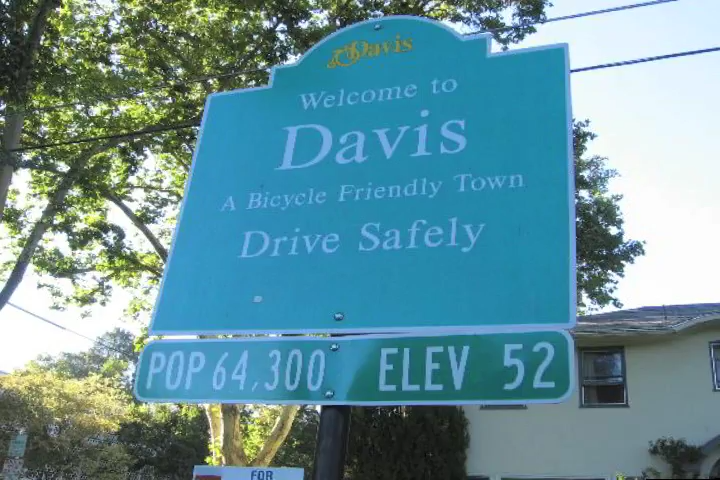 Davis
Welcome to
Davis
A Bicycle Friendly Town
Drive Safely
POP 64,300 ELEV 52
FOR